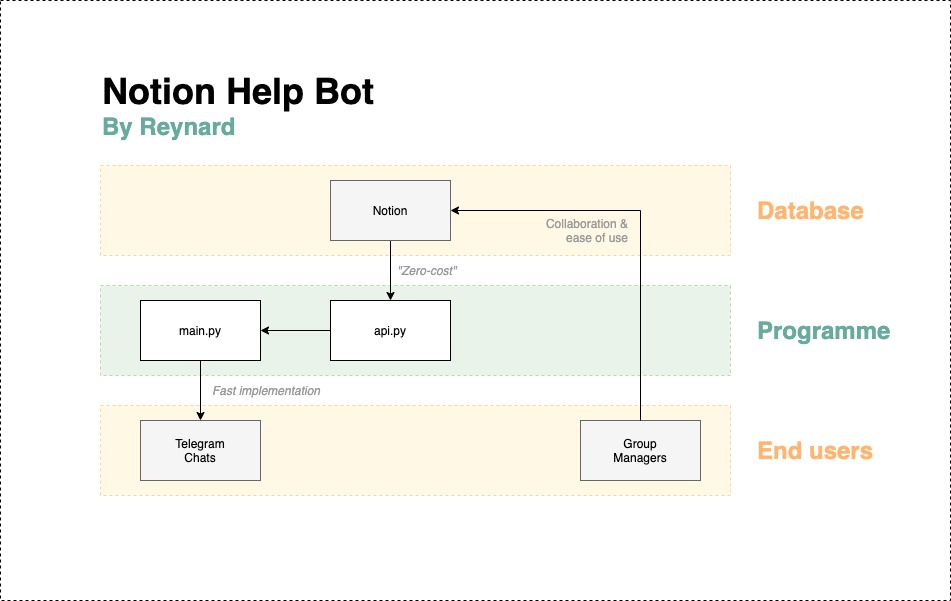 Notion Help Bot
By Reynard
Notion
Database
Collaboration &
ease of use
"Zero-cost"
main.py
api.py
Programme
Fast implementation
Telegram
Chats
Group
Managers
End users